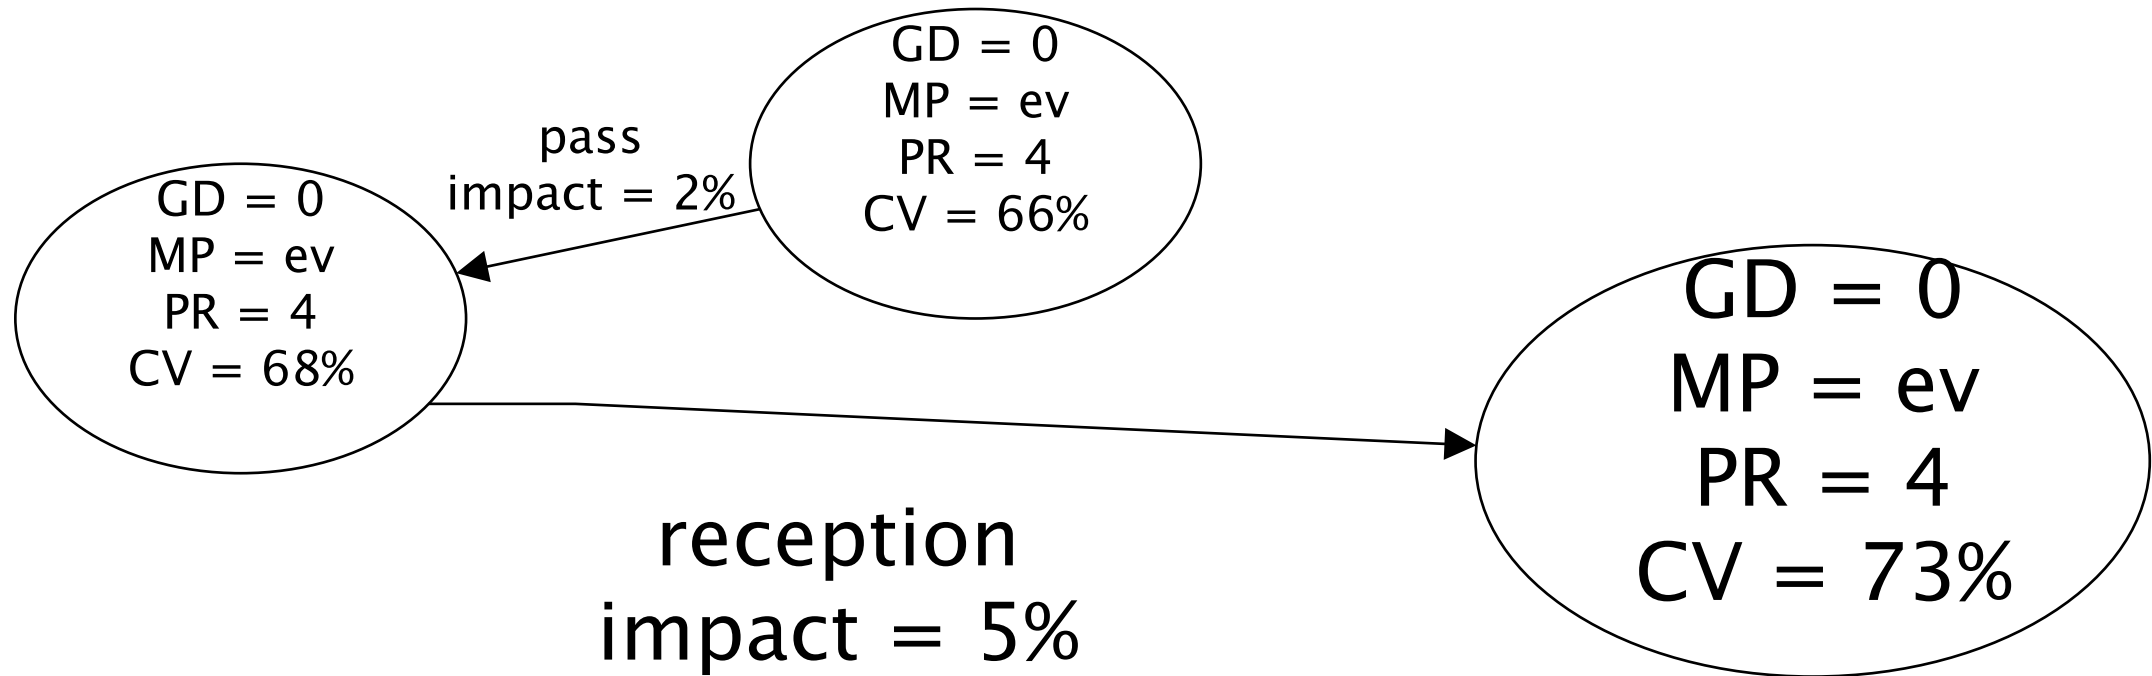 GD = 0
MP = ev
PR = 4
CV = 66%
pass
impact = 2%
GD = 0
MP = ev
PR = 4
CV = 68%
reception
impact = 5%
GD = 0
MP = ev
PR = 4
CV = 73%